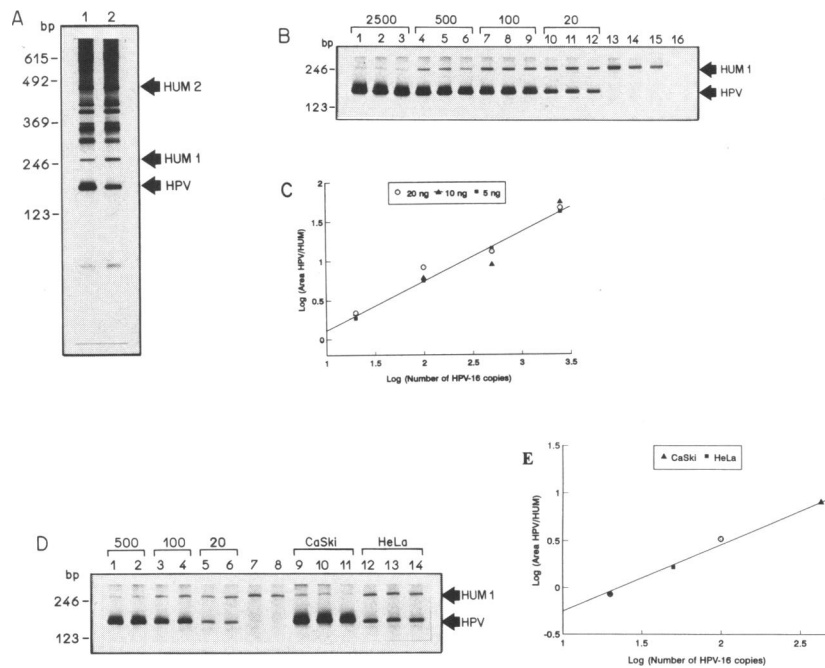 A
1 2
bp
615
492
369
246
123
HUM 2
HUM 1
HPV
B
2500 500 100 20
bp 1 2 3 4 5 6 7 8 9 10 11 12 13 14 15 16
246
123
HUM 1
HPV
C
20 ng 10 ng 5 ng
Log (Area HPV/HUM)
2
1.5
1
0.5
0
1 1.5 2 2.5 3 3.5
Log (Number of HPV-16 copies)
D
500 100 20 CaSki HeLa
1 2 3 4 5 6 7 8 9 10 11 12 13 14
bp
246
123
HUM 1
HPV
E
CaSki HeLa
Log (Area HPV/HUM)
1.5
1
0.5
0
-0.5
1 1.5 2 2.5
Log (Number of HPV-16 copies)